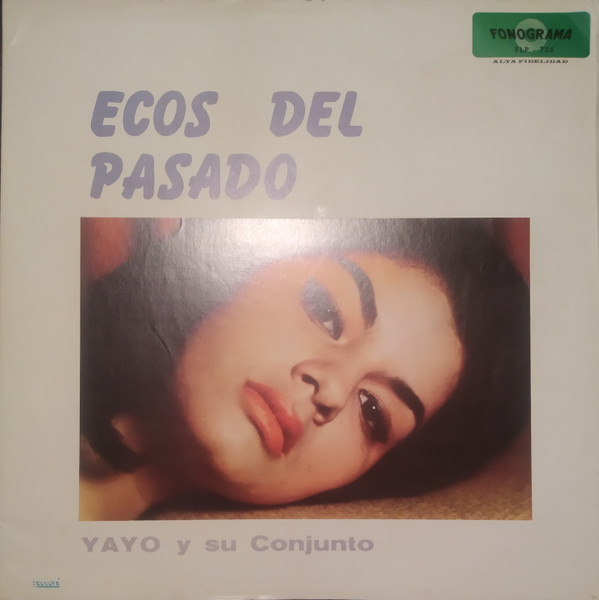 FONOGRAMA
ALTA FIDELIDAD
ECOS DEL
PASADO
YAYO y su Conjunto